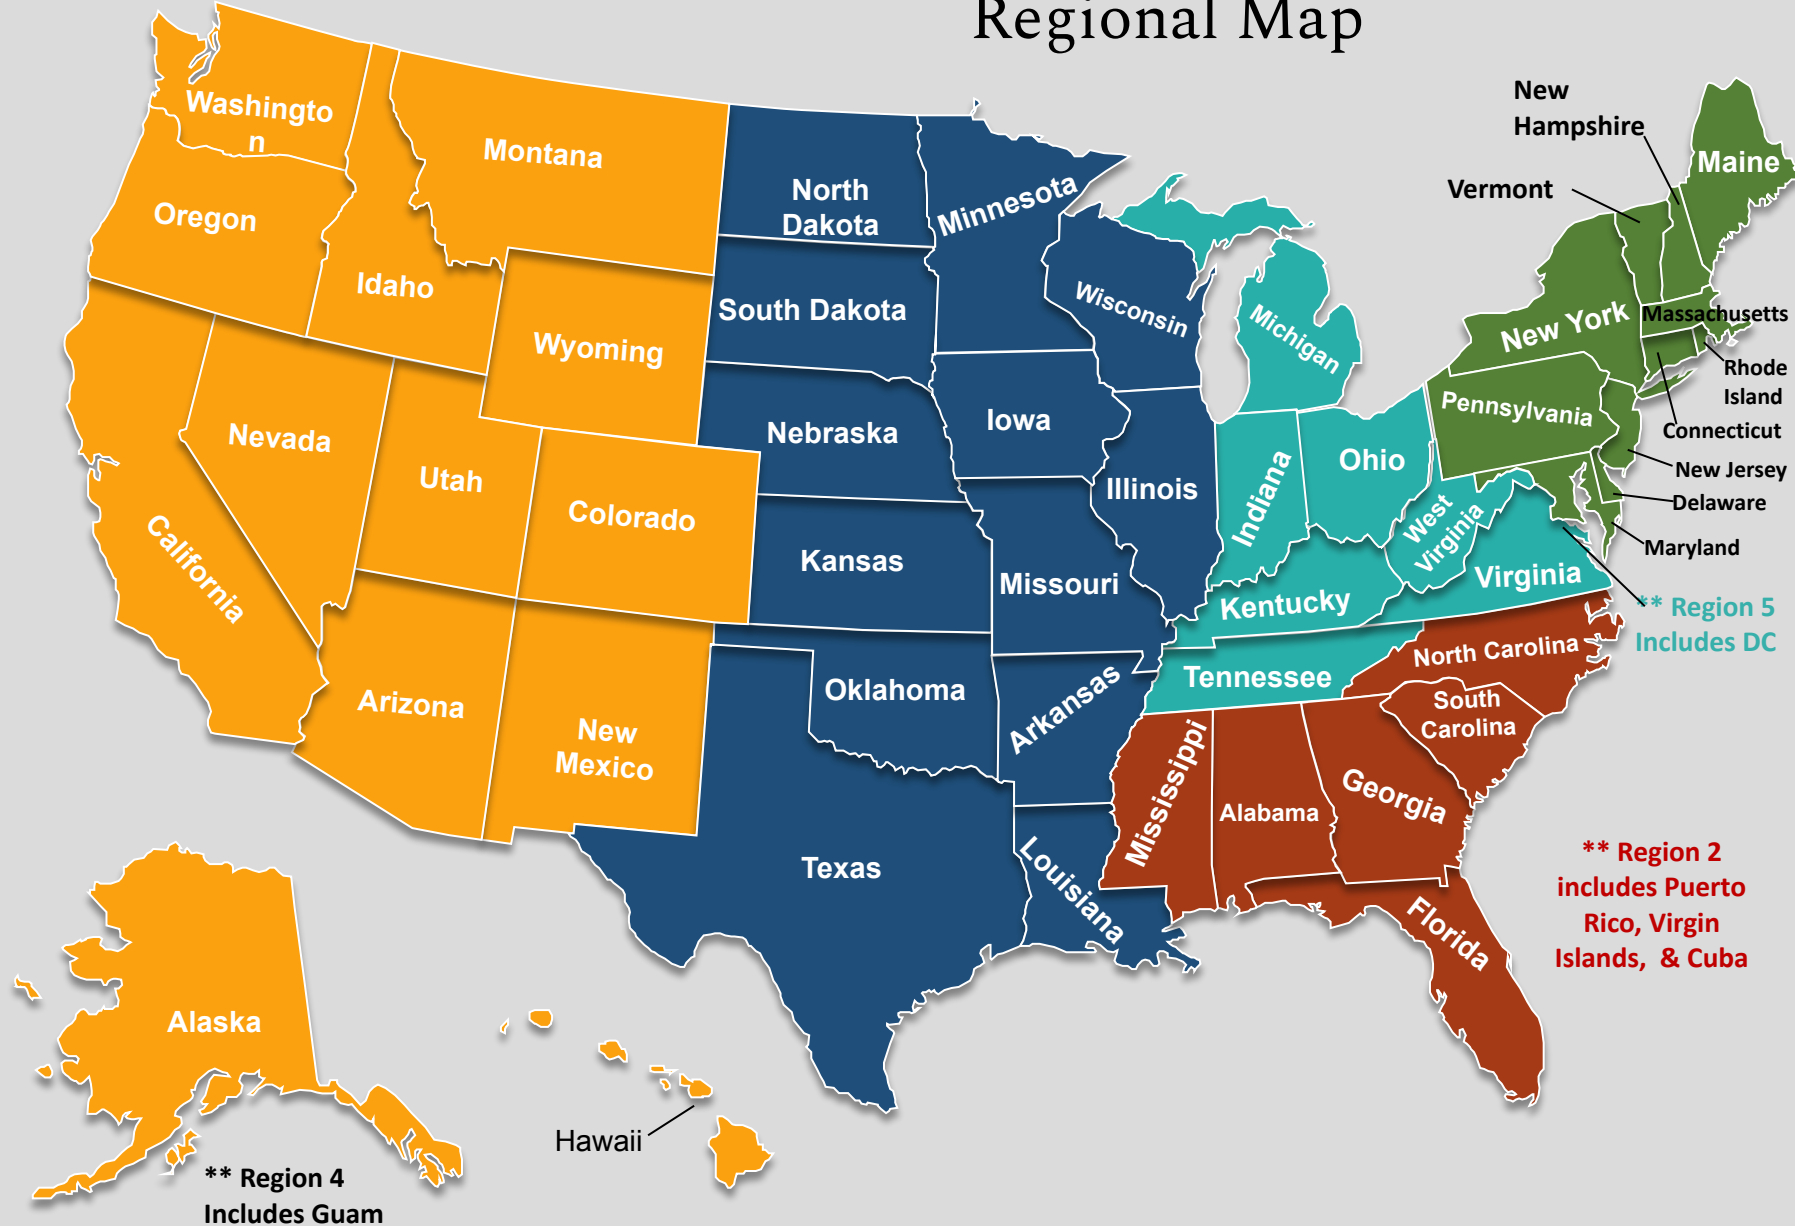 Regional Map
Washingto
n
Montana
Oregon
Idaho
Wyoming
Nevada
Utah
Colorado
California
Arizona
New
Mexico
North
Dakota
Minnesota
South Dakota
Wisconsin
Nebraska
Iowa
Illinois
Kansas
Missouri
Oklahoma
Arkansas
Texas
Louisiana
Michigan
Indiana
Ohio
West
Virginia
Virginia
Kentucky
Tennessee
North Carolina
South
Carolina
Mississippi
Alabama
Georgia
Florida
New
Hampshire
Vermont
Maine
New York
Massachusetts
Rhode
Island
Pennsylvania
Connecticut
New Jersey
Delaware
Maryland
** Region 5
Includes DC
** Region 2
includes Puerto
Rico, Virgin
Islands, & Cuba
Alaska
Hawaii
** Region 4
Includes Guam